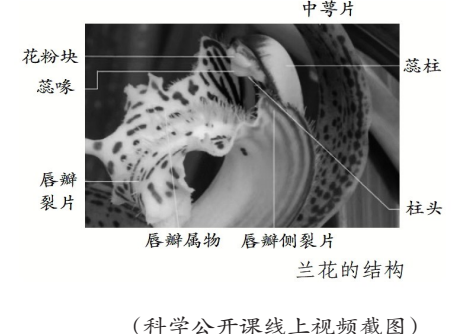 中萼片
花粉块
蕊喙
蕊柱
唇瓣
裂片
柱头
唇瓣属物
唇瓣侧裂片
兰花的结构
（科学公开课线上视频截图）